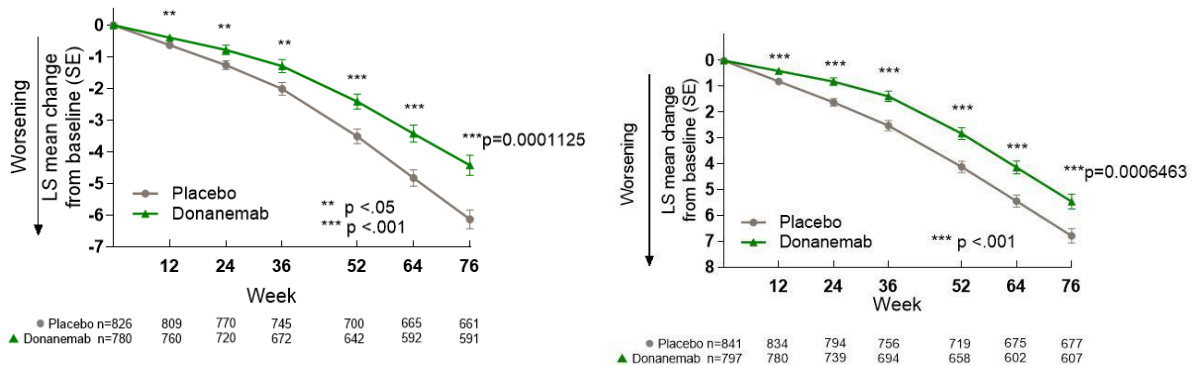 0
-1
-2
-3
-4
-5
-6
-7
Worsening
LS mean change
from baseline (SE)
**
**
**
***
***
***p=0.0001125
Placebo
Donanemab
** p <.05
*** p <.001
12 24 36 52 64 76
Week
Placebo n=826 809 770 745 700 665 661
Donanemab n=780 760 720 672 642 592 591
0
1
2
3
4
5
6
7
8
Worsening
LS mean change
from baseline (SE)
***
***
***
***
***
***p=0.0006463
Placebo
Donanemab
*** p <.001
12 24 36 52 64 76
Week
Placebo n=841 834 794 756 719 675 677
Donanemab n=797 780 739 694 658 602 607